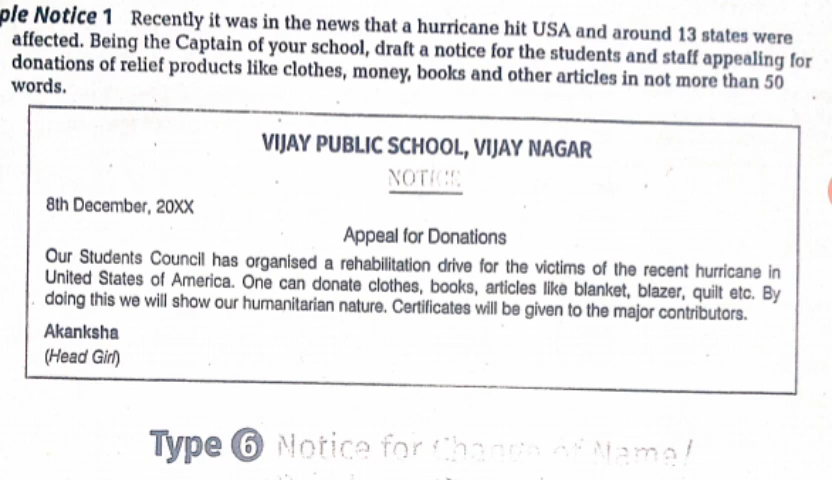 ple Notice 1 Recently it was in the news that a hurricane hit USA and around 13 states were
affected. Being the Captain of your school, draft a notice for the students and staff appealing for
donations of relief products like clothes, money, books and other articles in not more than 50
words.
VIJAY PUBLIC SCHOOL, VIJAY NAGAR
NOTICE
8th December, 20XX
Appeal for Donations
Our Students Council has organised a rehabilitation drive for the victims of the recent hurricane in
United States of America. One can donate clothes, books, articles like blanket, blazer, quilt etc. By
doing this we will show our humanitarian nature. Certificates will be given to the major contributors.
Akanksha
(Head Girl)
Type 6 Notice for Change of Name/